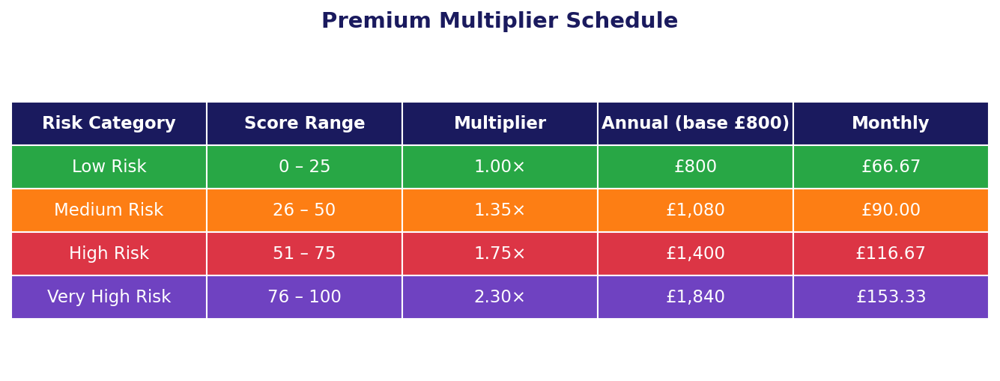 Premium Multiplier Schedule
Risk Category Score Range Multiplier Annual (base £800) Monthly
Low Risk 0 – 25 1.00× £800 £66.67
Medium Risk 26 – 50 1.35× £1,080 £90.00
High Risk 51 – 75 1.75× £1,400 £116.67
Very High Risk 76 – 100 2.30× £1,840 £153.33